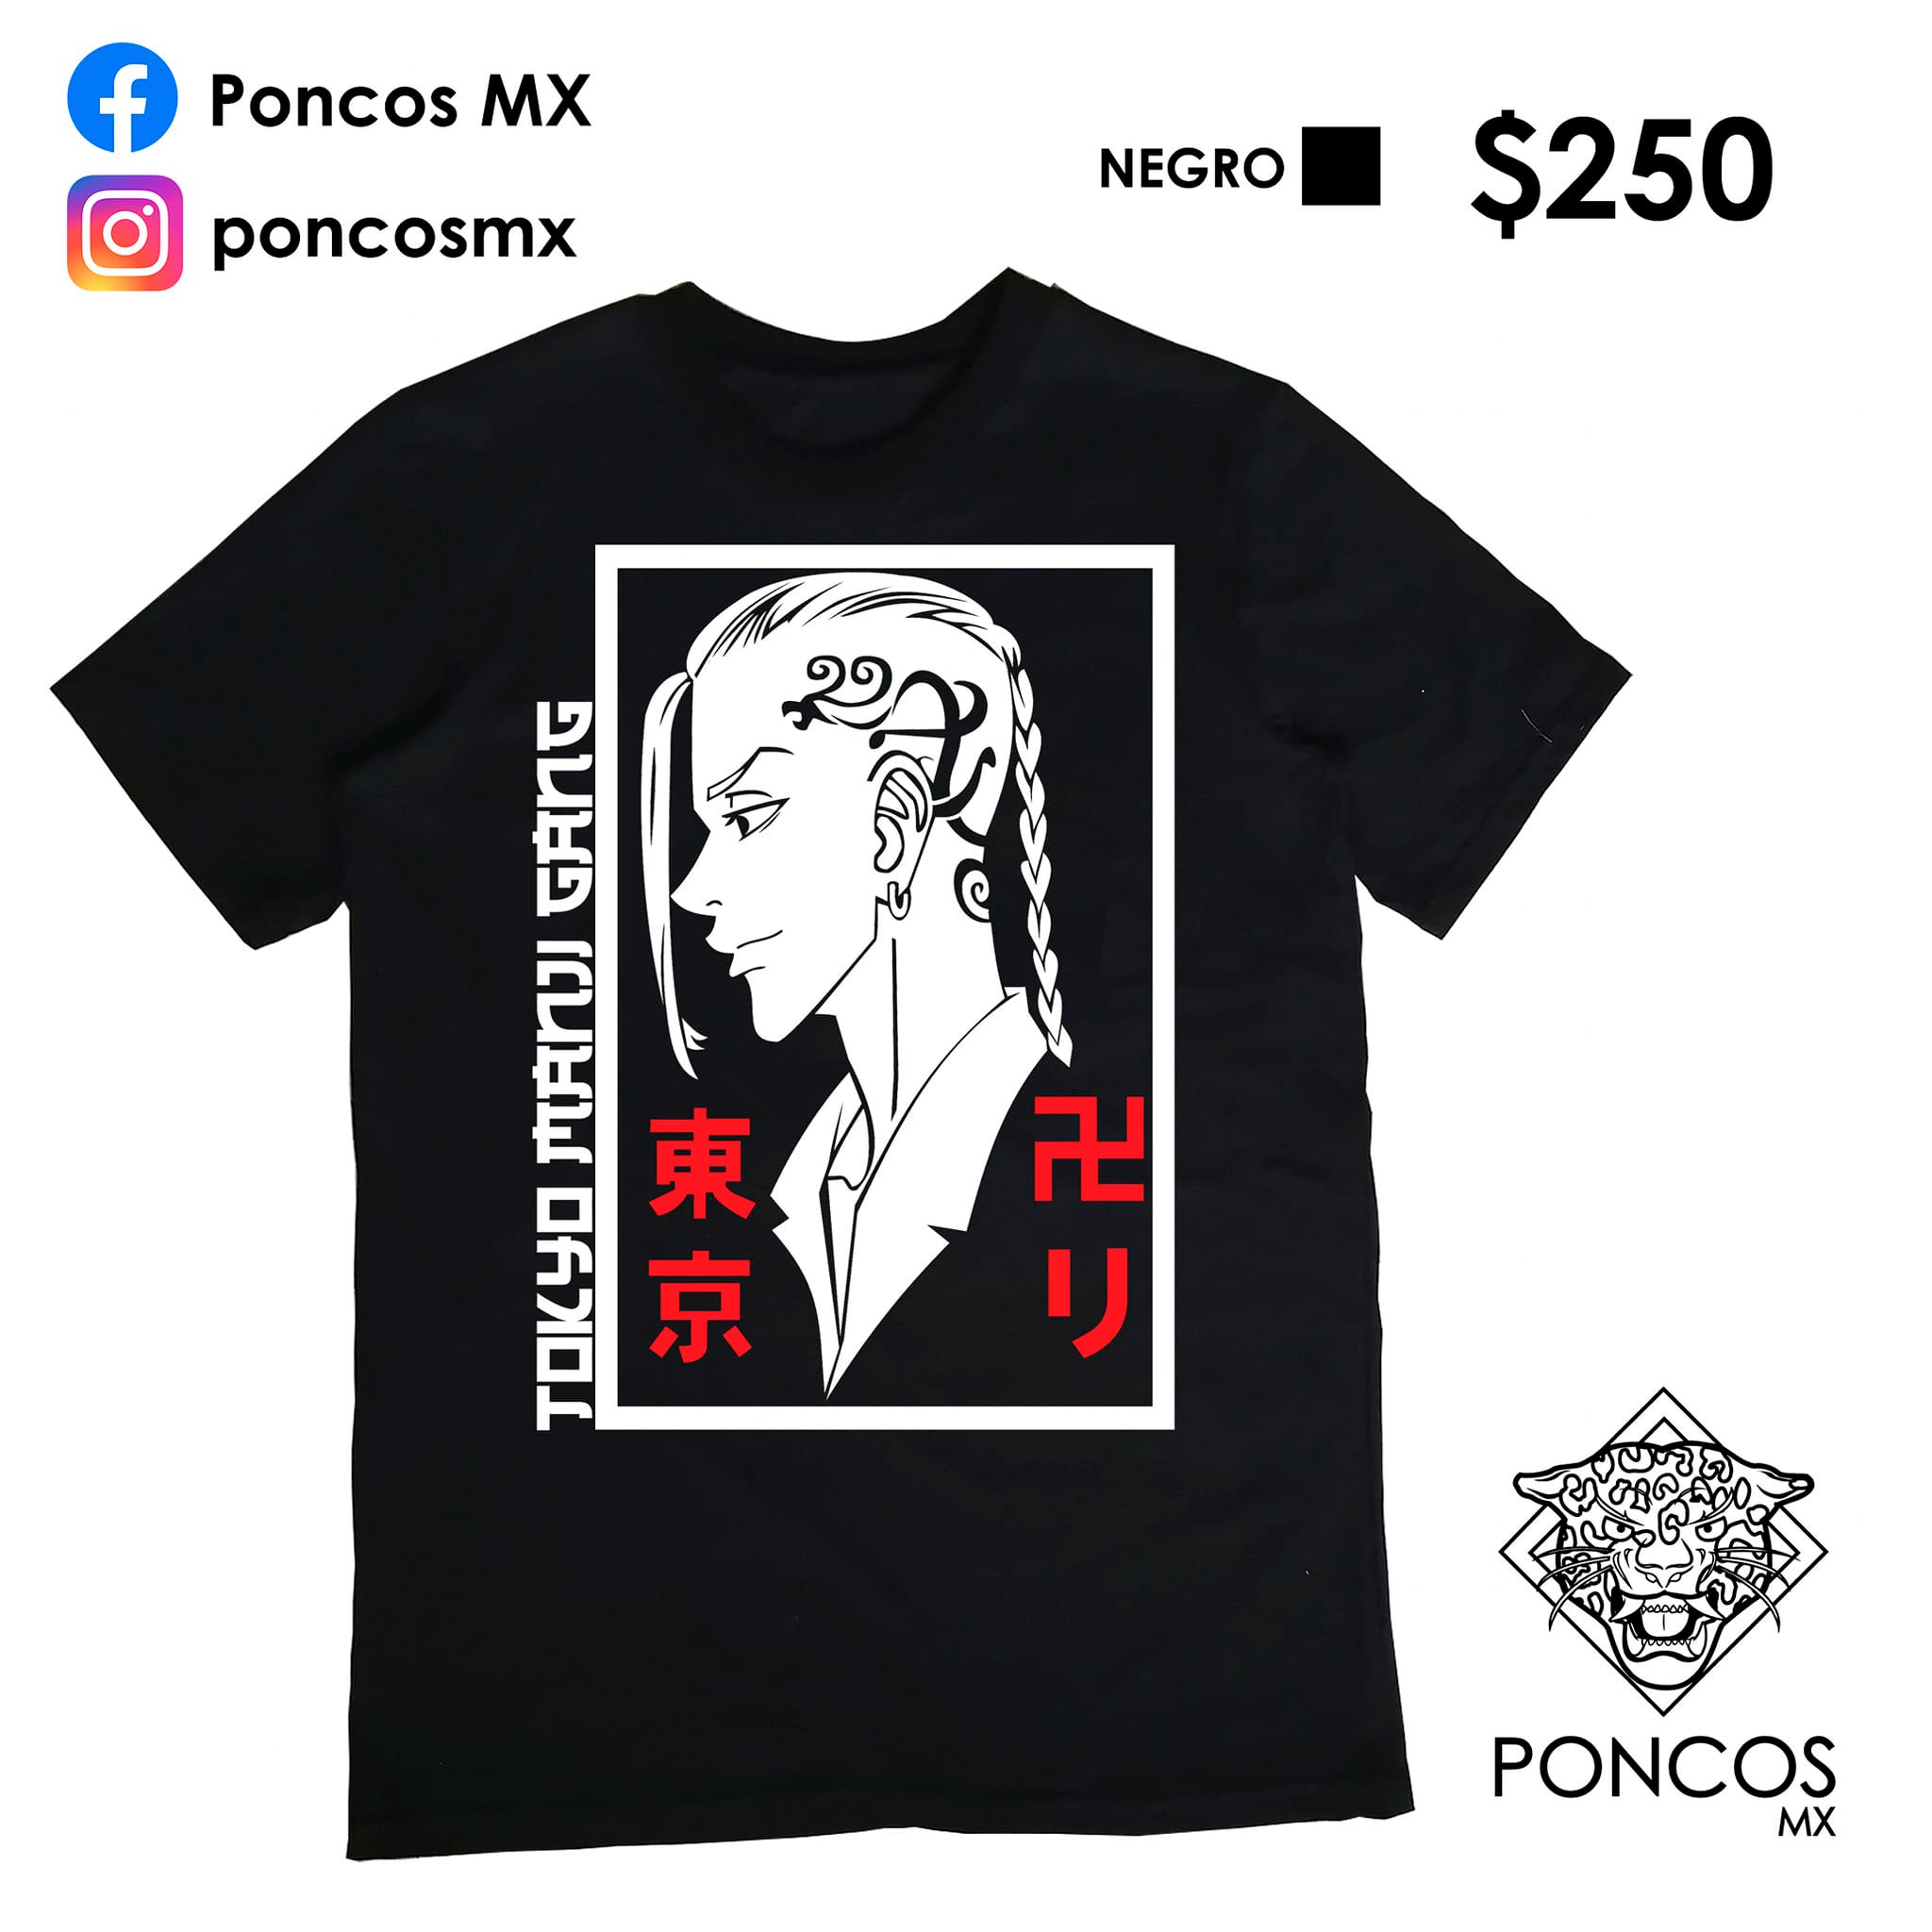 Poncos MX
poncosmx
NEGRO
$250
TOKYO MANJI GANG
東京
卍リ
PONCOS
MX